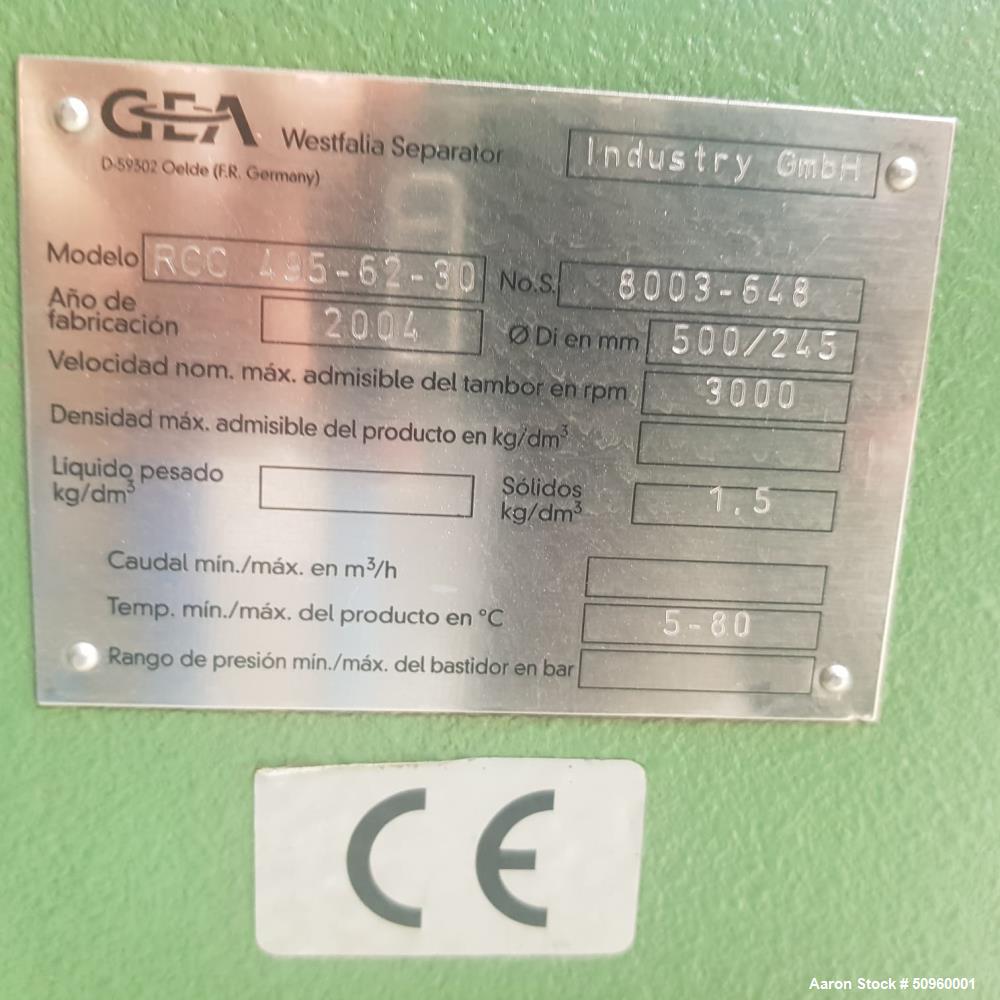 GEA Westfalia Separator Industry GmbH
D-59302 Oelde (F.R. Germany)
Modelo RCC 495-62-30 No.S. 8003-648
Año de
fabricación 2004 Ø Di en mm 500/245
Velocidad nom. máx. admisible del tambor en rpm 3000
Densidad máx. admisible del producto en kg/dm³
Liquido pesado
kg/dm³
Sólidos
kg/dm³ 1,5
Caudal mín./máx. en m³/h
Temp. mín./máx. del producto en °C 5-80
Rango de presión mín./máx. del bastidor en bar
CE
Aaron Stock # 50960001